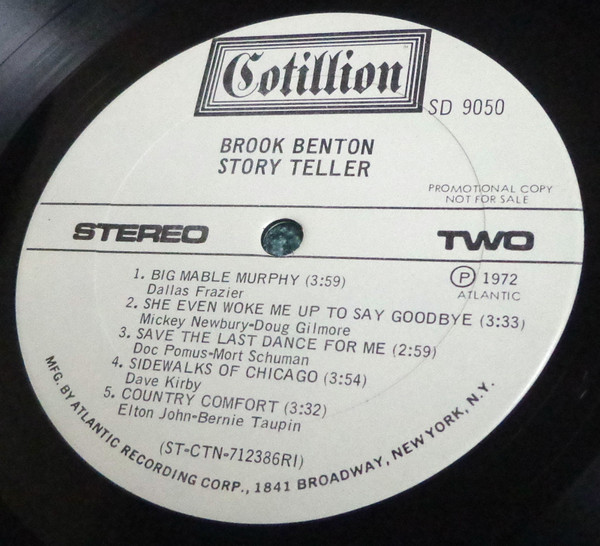 Cotillion
SD 9050
BROOK BENTON
STORY TELLER
PROMOTIONAL COPY
NOT FOR SALE
STEREO
TWO
1. BIG MABLE MURPHY (3:59)
Dallas Frazier
2. SHE EVEN WOKE ME UP TO SAY GOODBYE (3:33)
Mickey Newbury-Doug Gilmore
3. SAVE THE LAST DANCE FOR ME (2:59)
Doc Pomus-Mort Schuman
4. SIDEWALKS OF CHICAGO (3:54)
Dave Kirby
5. COUNTRY COMFORT (3:32)
Elton John-Bernie Taupin
Ⓟ 1972
ATLANTIC
(ST-CTN-712386RI)
MFG. BY ATLANTIC RECORDING CORP., 1841 BROADWAY, NEW YORK, N.Y.